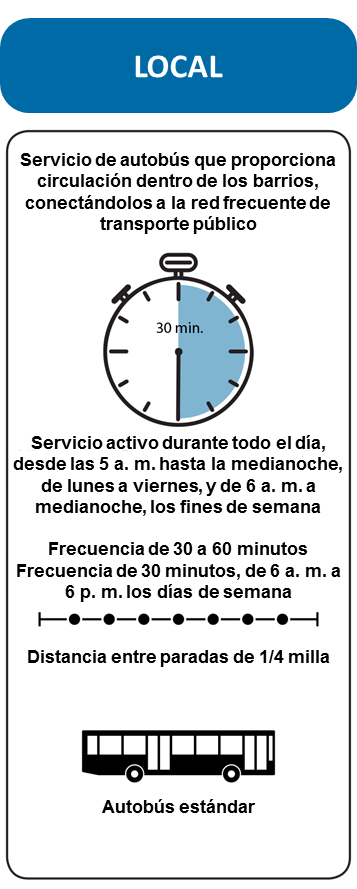 LOCAL
Servicio de autobús que proporciona
circulación dentro de los barrios,
conectándolos a la red frecuente de
transporte público
30 min.
Servicio activo durante todo el día,
desde las 5 a. m. hasta la medianoche,
de lunes a viernes, y de 6 a. m. a
medianoche, los fines de semana
Frecuencia de 30 a 60 minutos
Frecuencia de 30 minutos, de 6 a. m. a
6 p. m. los días de semana
Distancia entre paradas de 1/4 milla
Autobús estándar